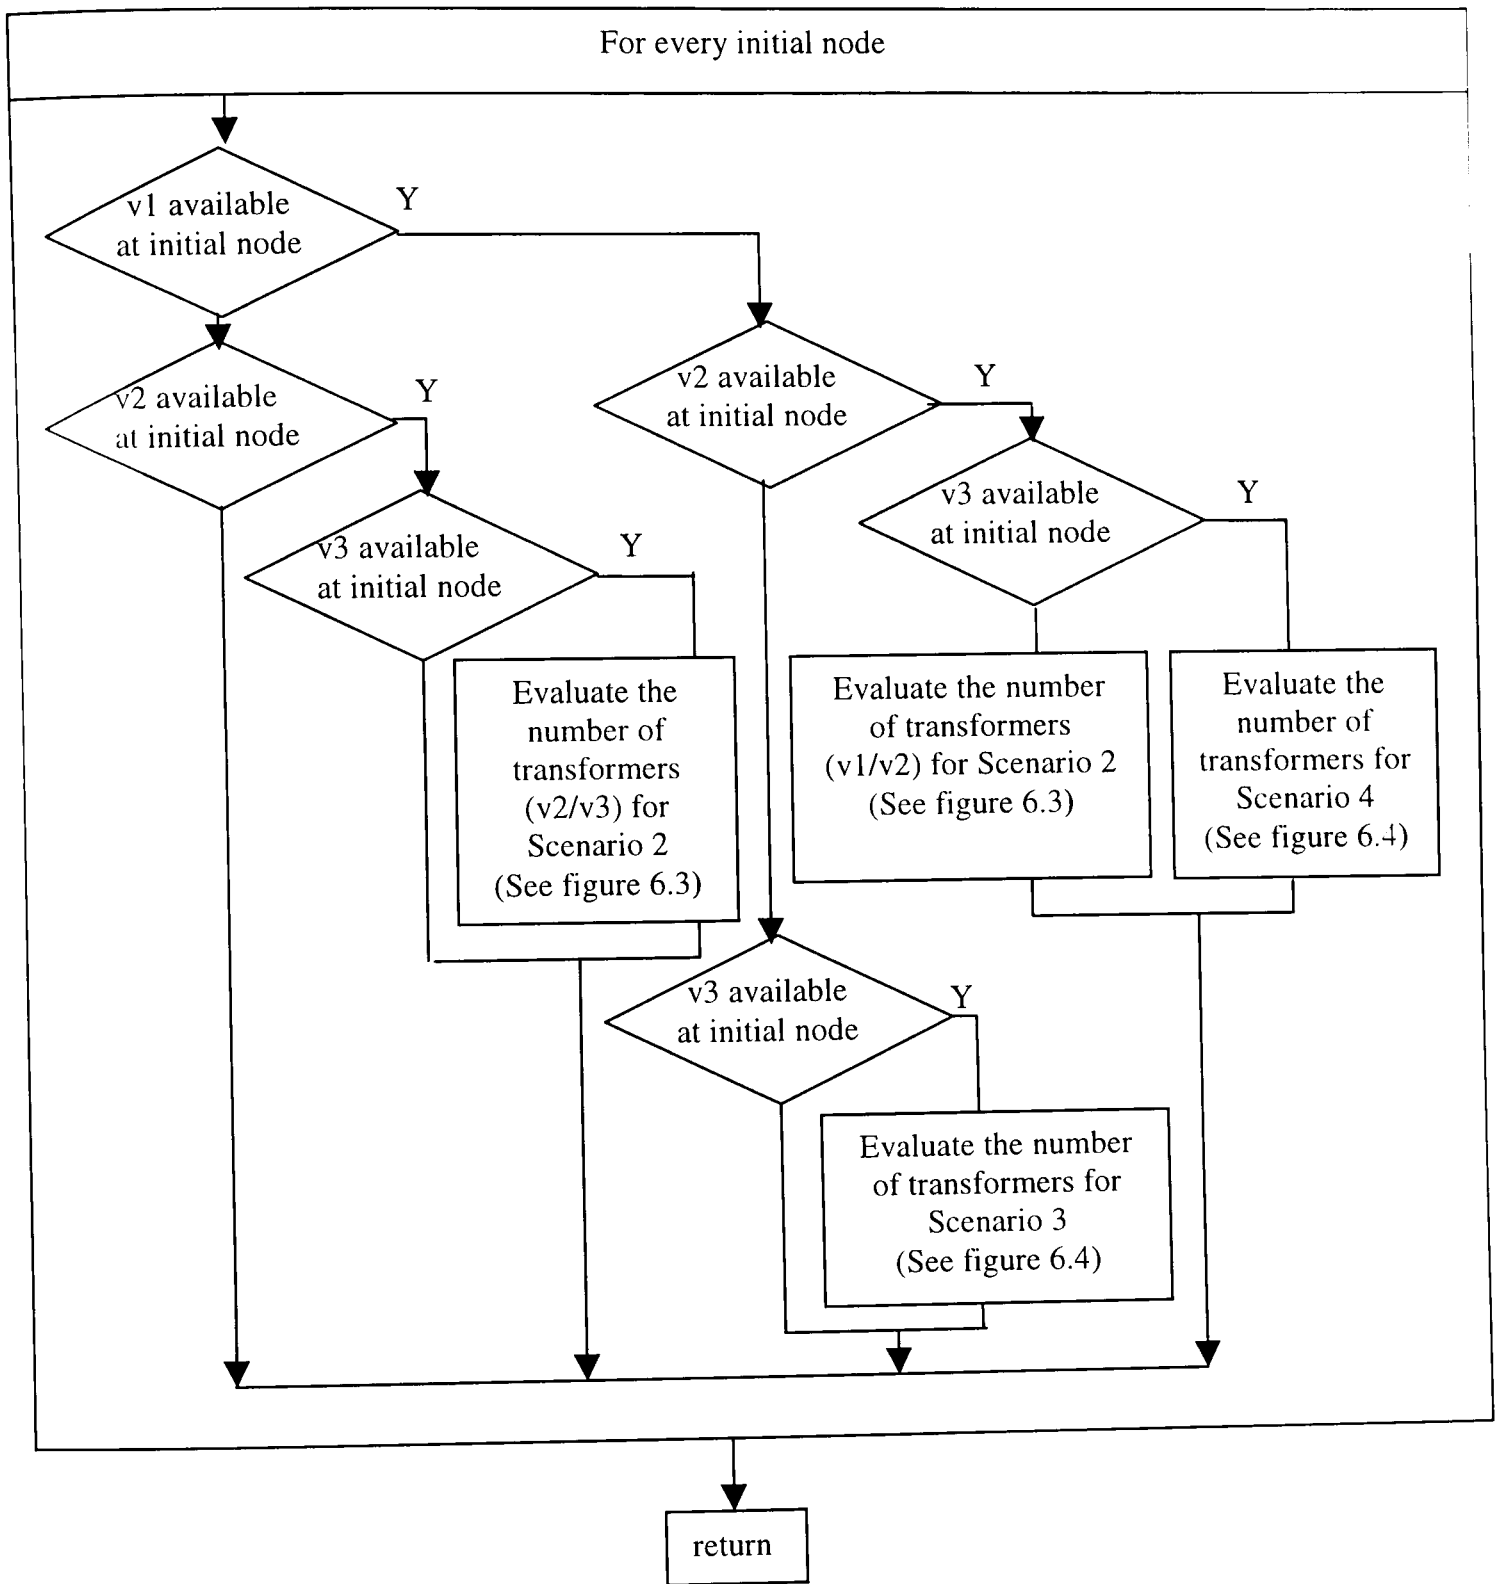 For every initial node
v1 available
at initial node
Y
v2 available
at initial node
Y
v2 available
at initial node
Y
v3 available
at initial node
Y
v3 available
at initial node
Y
Evaluate the
number of
transformers
(v2/v3) for
Scenario 2
(See figure 6.3)
Evaluate the number
of transformers
(v1/v2) for Scenario 2
(See figure 6.3)
Evaluate the
number of
transformers for
Scenario 4
(See figure 6.4)
v3 available
at initial node
Y
Evaluate the number
of transformers for
Scenario 3
(See figure 6.4)
return